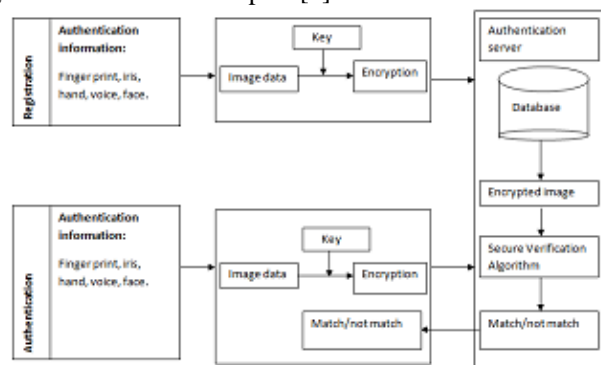 Registration
Authentication
information:
Finger print, iris,
hand, voice, face.
Key
Image data
Encryption
Authentication
server
Database
Encrypted image
Secure Verification
Algorithm
Match/not match
Authentication
Authentication
information:
Finger print, iris,
hand, voice, face.
Key
Image data
Encryption
Match/not match